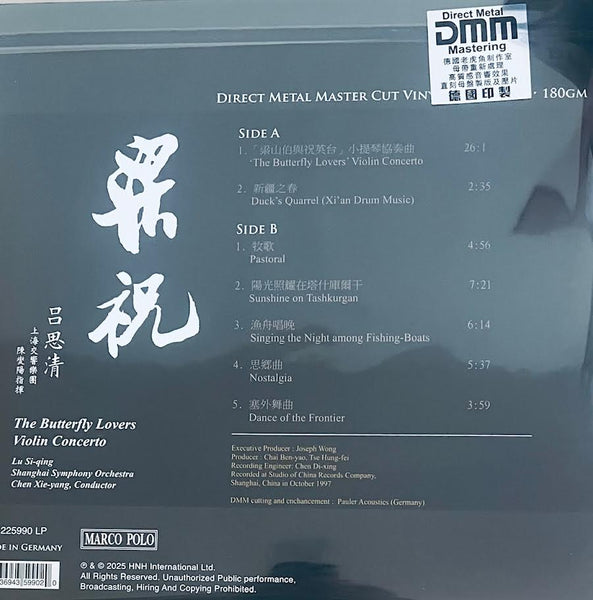 Direct Metal
DMM
Mastering
德國老虎魚制作室
母帶重新處理
高質感音響效果
直刻母盤製版及壓片
德國印製
DIRECT METAL MASTER CUT VINY · 180GM
梁祝
呂思清
上海交響樂團
陳燮陽指揮
SIDE A
1. 「梁山伯與祝英台」小提琴協奏曲 26:1
'The Butterfly Lovers' Violin Concerto
2. 新疆之春 2:35
Duck's Quarrel (Xi'an Drum Music)
SIDE B
1. 牧歌 4:56
Pastoral
2. 陽光照耀在塔什庫爾干 7:21
Sunshine on Tashkurgan
3. 漁舟唱晚 6:14
Singing the Night among Fishing-Boats
4. 思鄉曲 5:37
Nostalgia
5. 塞外舞曲 3:59
Dance of the Frontier
The Butterfly Lovers
Violin Concerto
Lu Si-qing
Shanghai Symphony Orchestra
Chen Xie-yang, Conductor
Executive Producer : Joseph Wong
Producer : Chai Ben-yao, Tse Hung-fei
Recording Engineer: Chen Di-xing
Recorded at Studio of China Records Company,
Shanghai, China in October 1997
DMM cutting and enchancement : Pauler Acoustics (Germany)
225990 LP
DE IN GERMANY
MARCO POLO
℗ & © 2025 HNH International Ltd.
All Rights Reserved. Unauthorized Public performance,
Broadcasting, Hiring And Copying Prohibited.
36943 59902 0